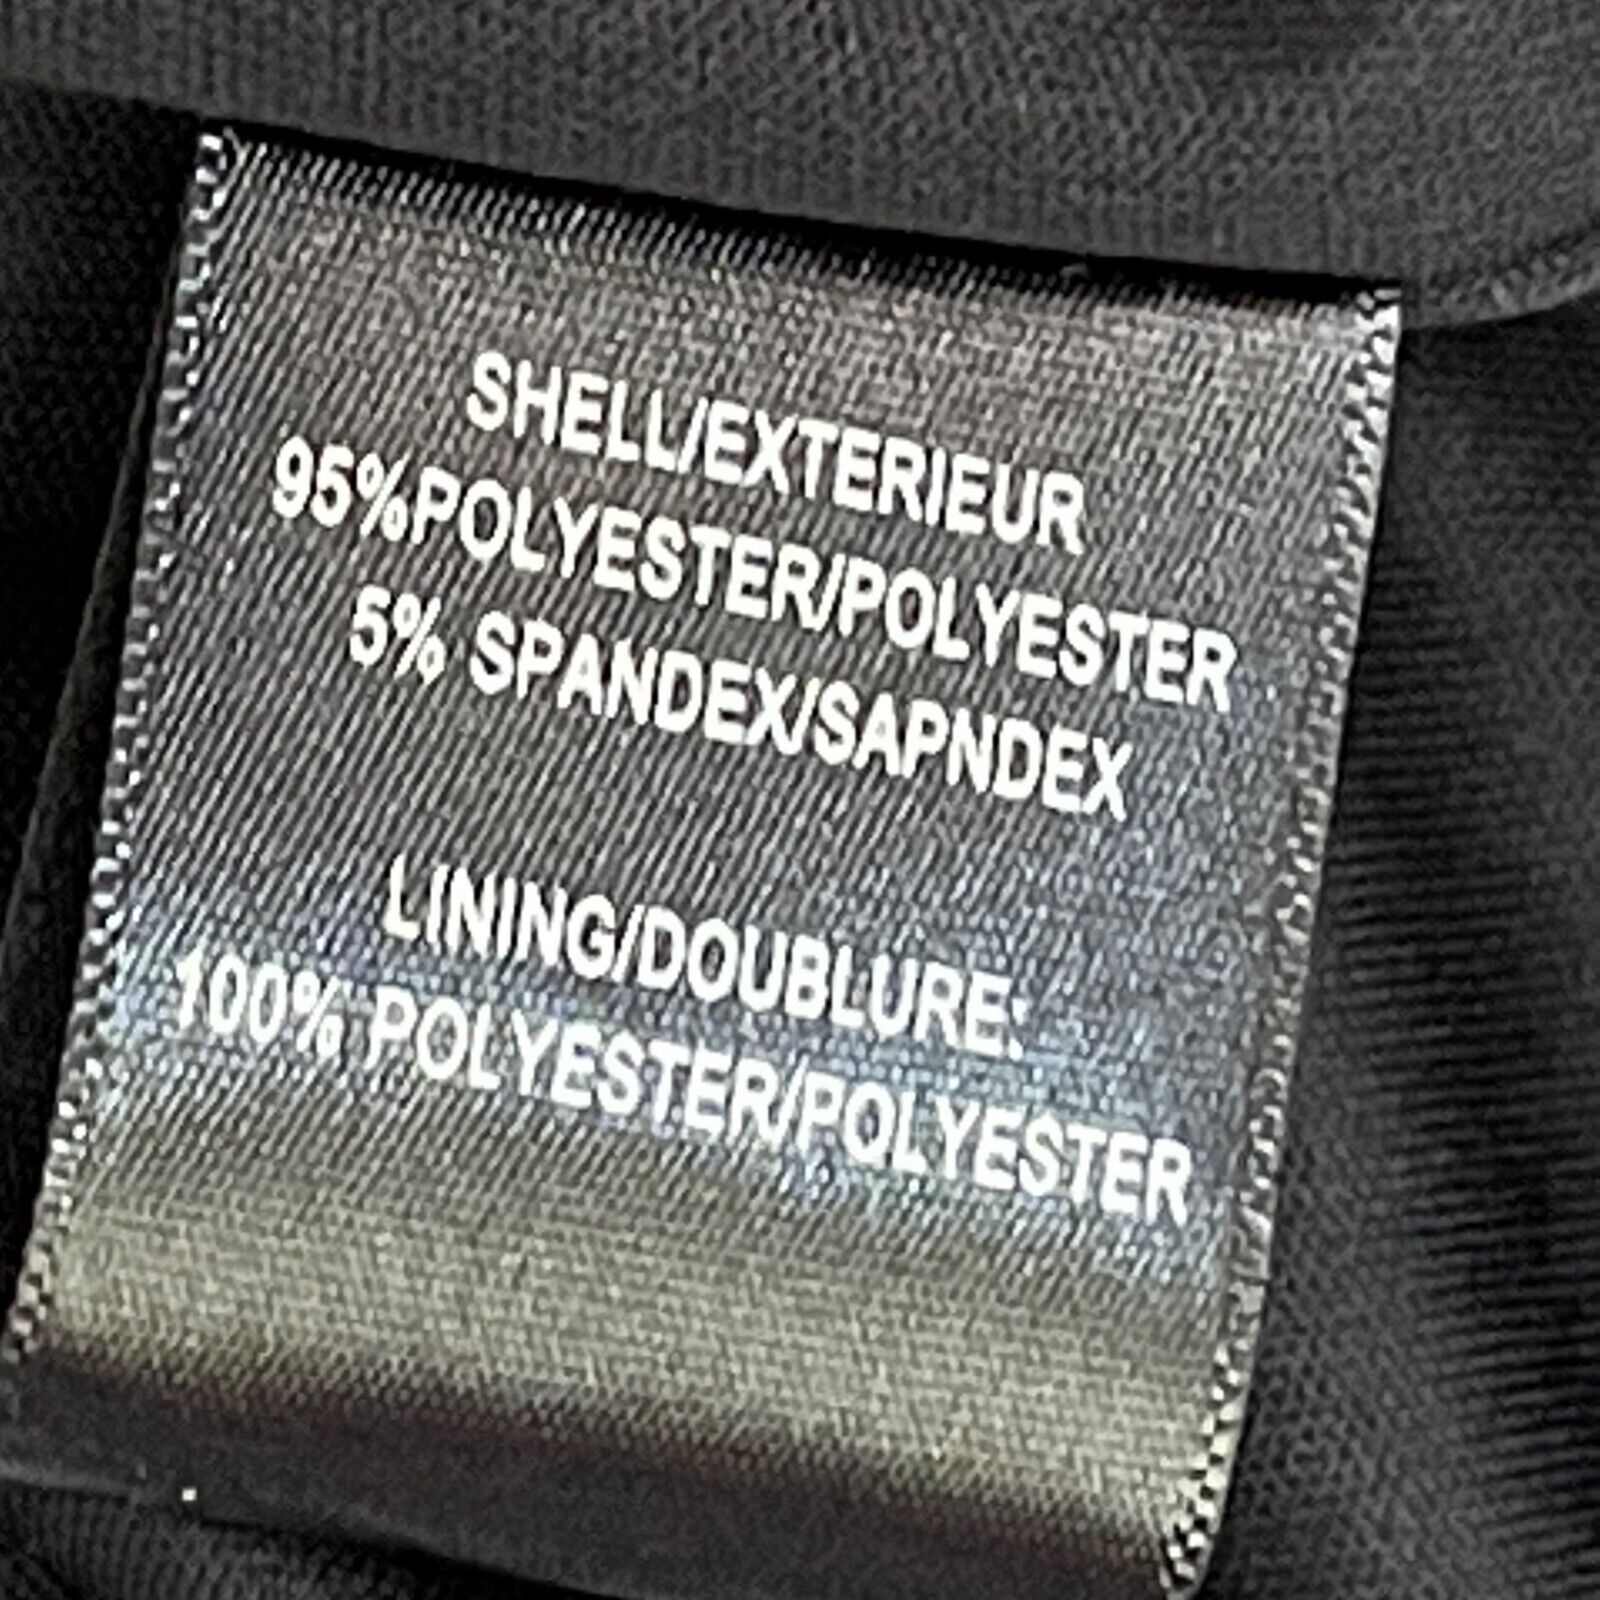 SHELL/EXTERIEUR
95%POLYESTER/POLYESTER
5% SPANDEX/SAPNDEX
LINING/DOUBLURE:
100% POLYESTER/POLYESTER